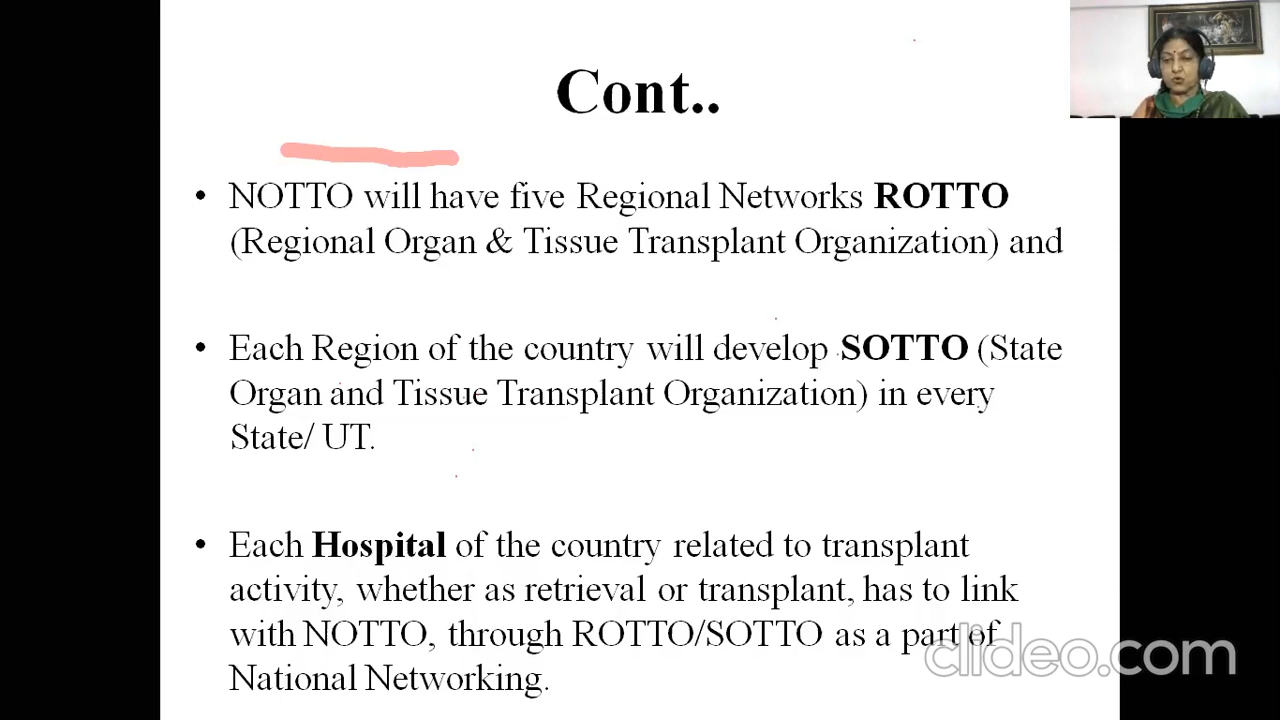 Cont..
• NOTTO will have five Regional Networks ROTTO
(Regional Organ & Tissue Transplant Organization) and
• Each Region of the country will develop SOTTO (State
Organ and Tissue Transplant Organization) in every
State/ UT.
• Each Hospital of the country related to transplant
activity, whether as retrieval or transplant, has to link
with NOTTO, through ROTTO/SOTTO as a part of
National Networking.
clideo.com